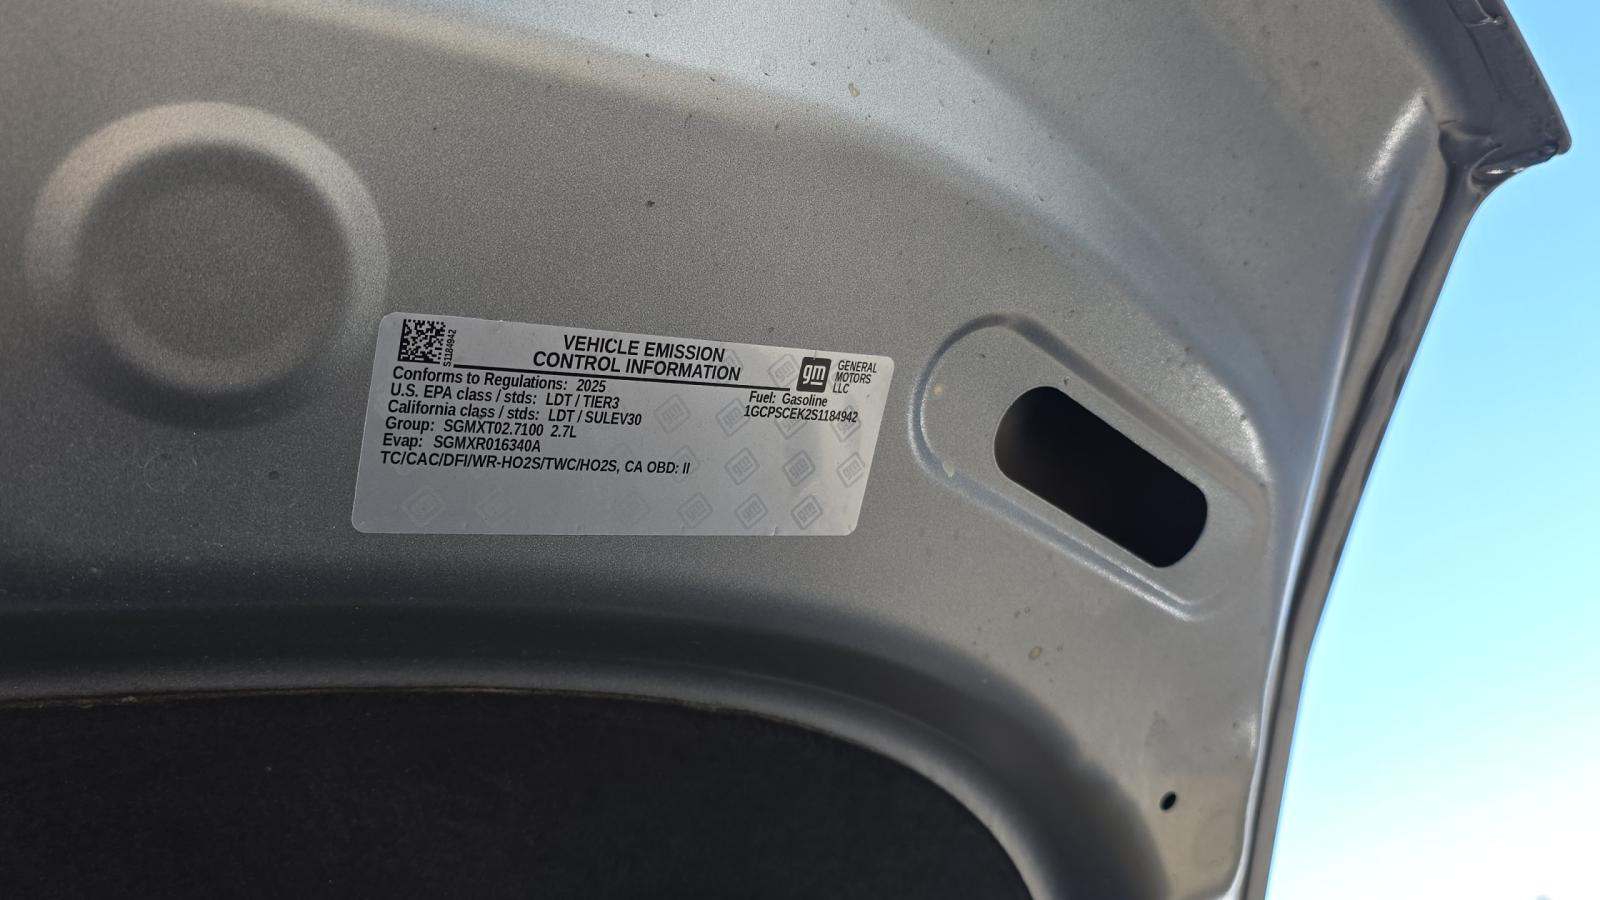 S1184942
VEHICLE EMISSION
CONTROL INFORMATION
gm
GENERAL
MOTORS
LLC
Conforms to Regulations: 2025
U.S. EPA class / stds: LDT / TIER3
California class / stds: LDT / SULEV30
Group: SGMXT02.7100 2.7L
Evap: SGMXR016340A
TC/CAC/DFI/WR-HO2S/TWC/HO2S, CA OBD: II
Fuel: Gasoline
1GCPSCEK2S1184942